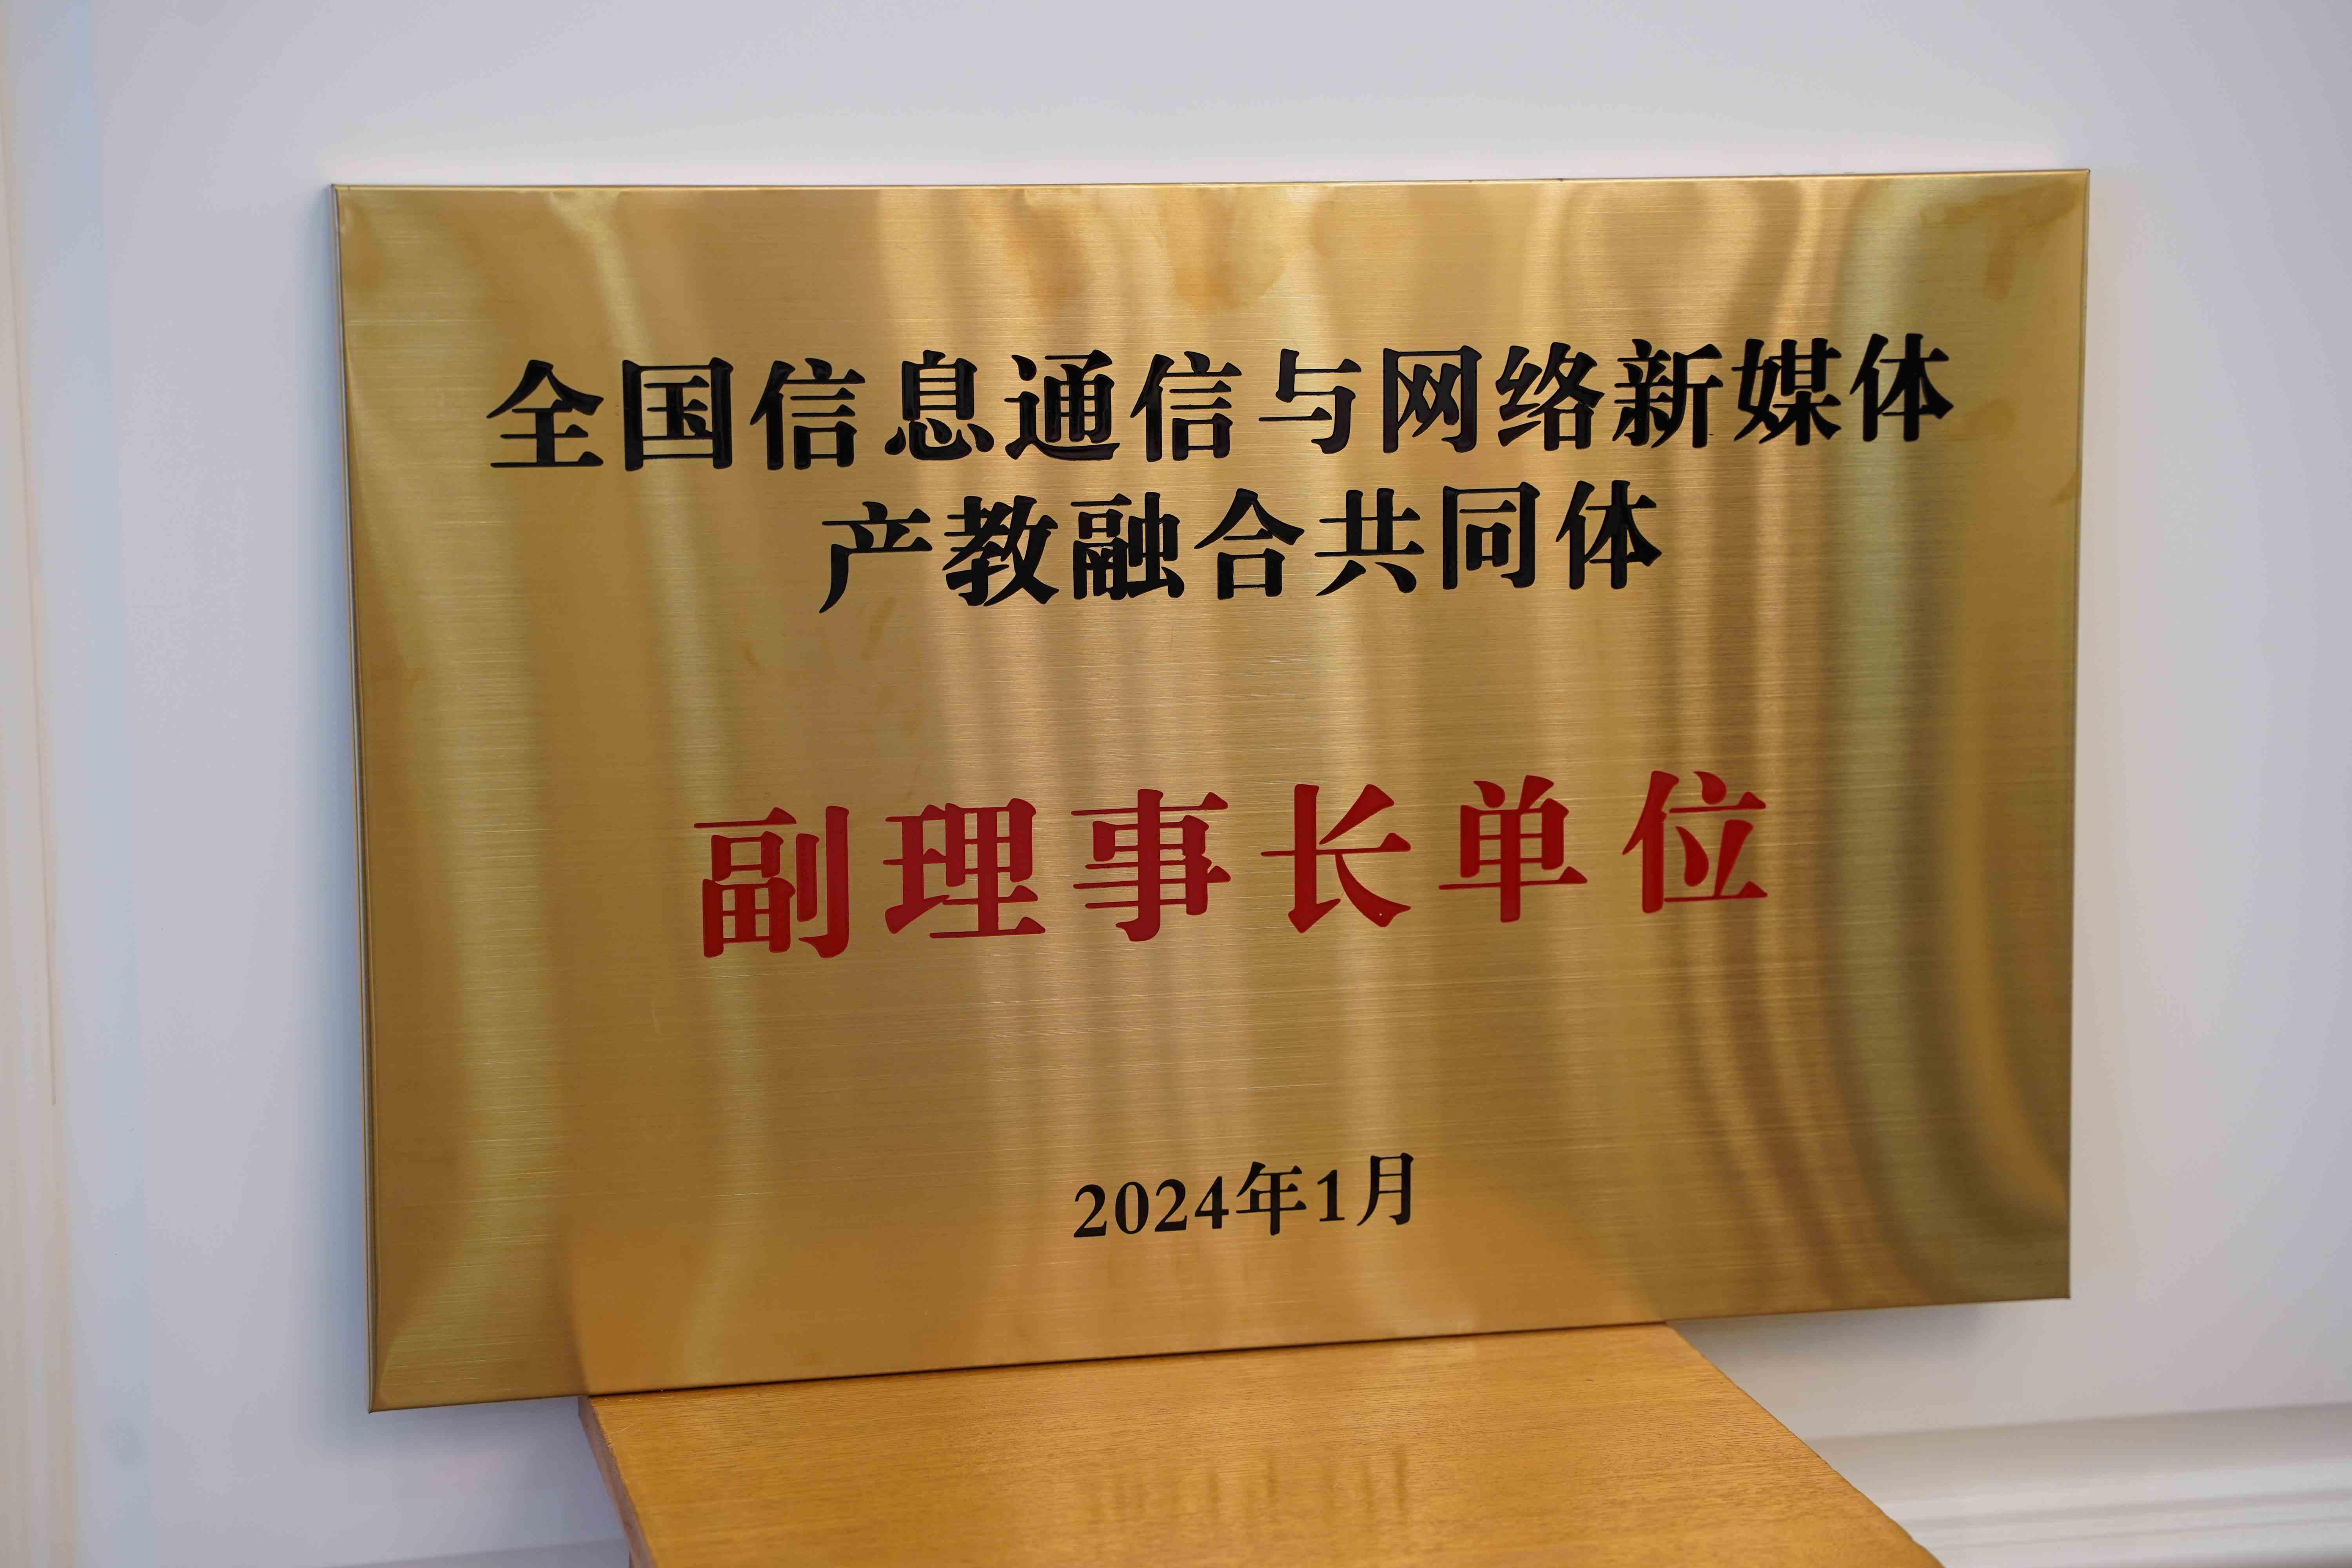 全国信息通信与网络新媒体
产教融合共同体
副理事长单位
2024年1月